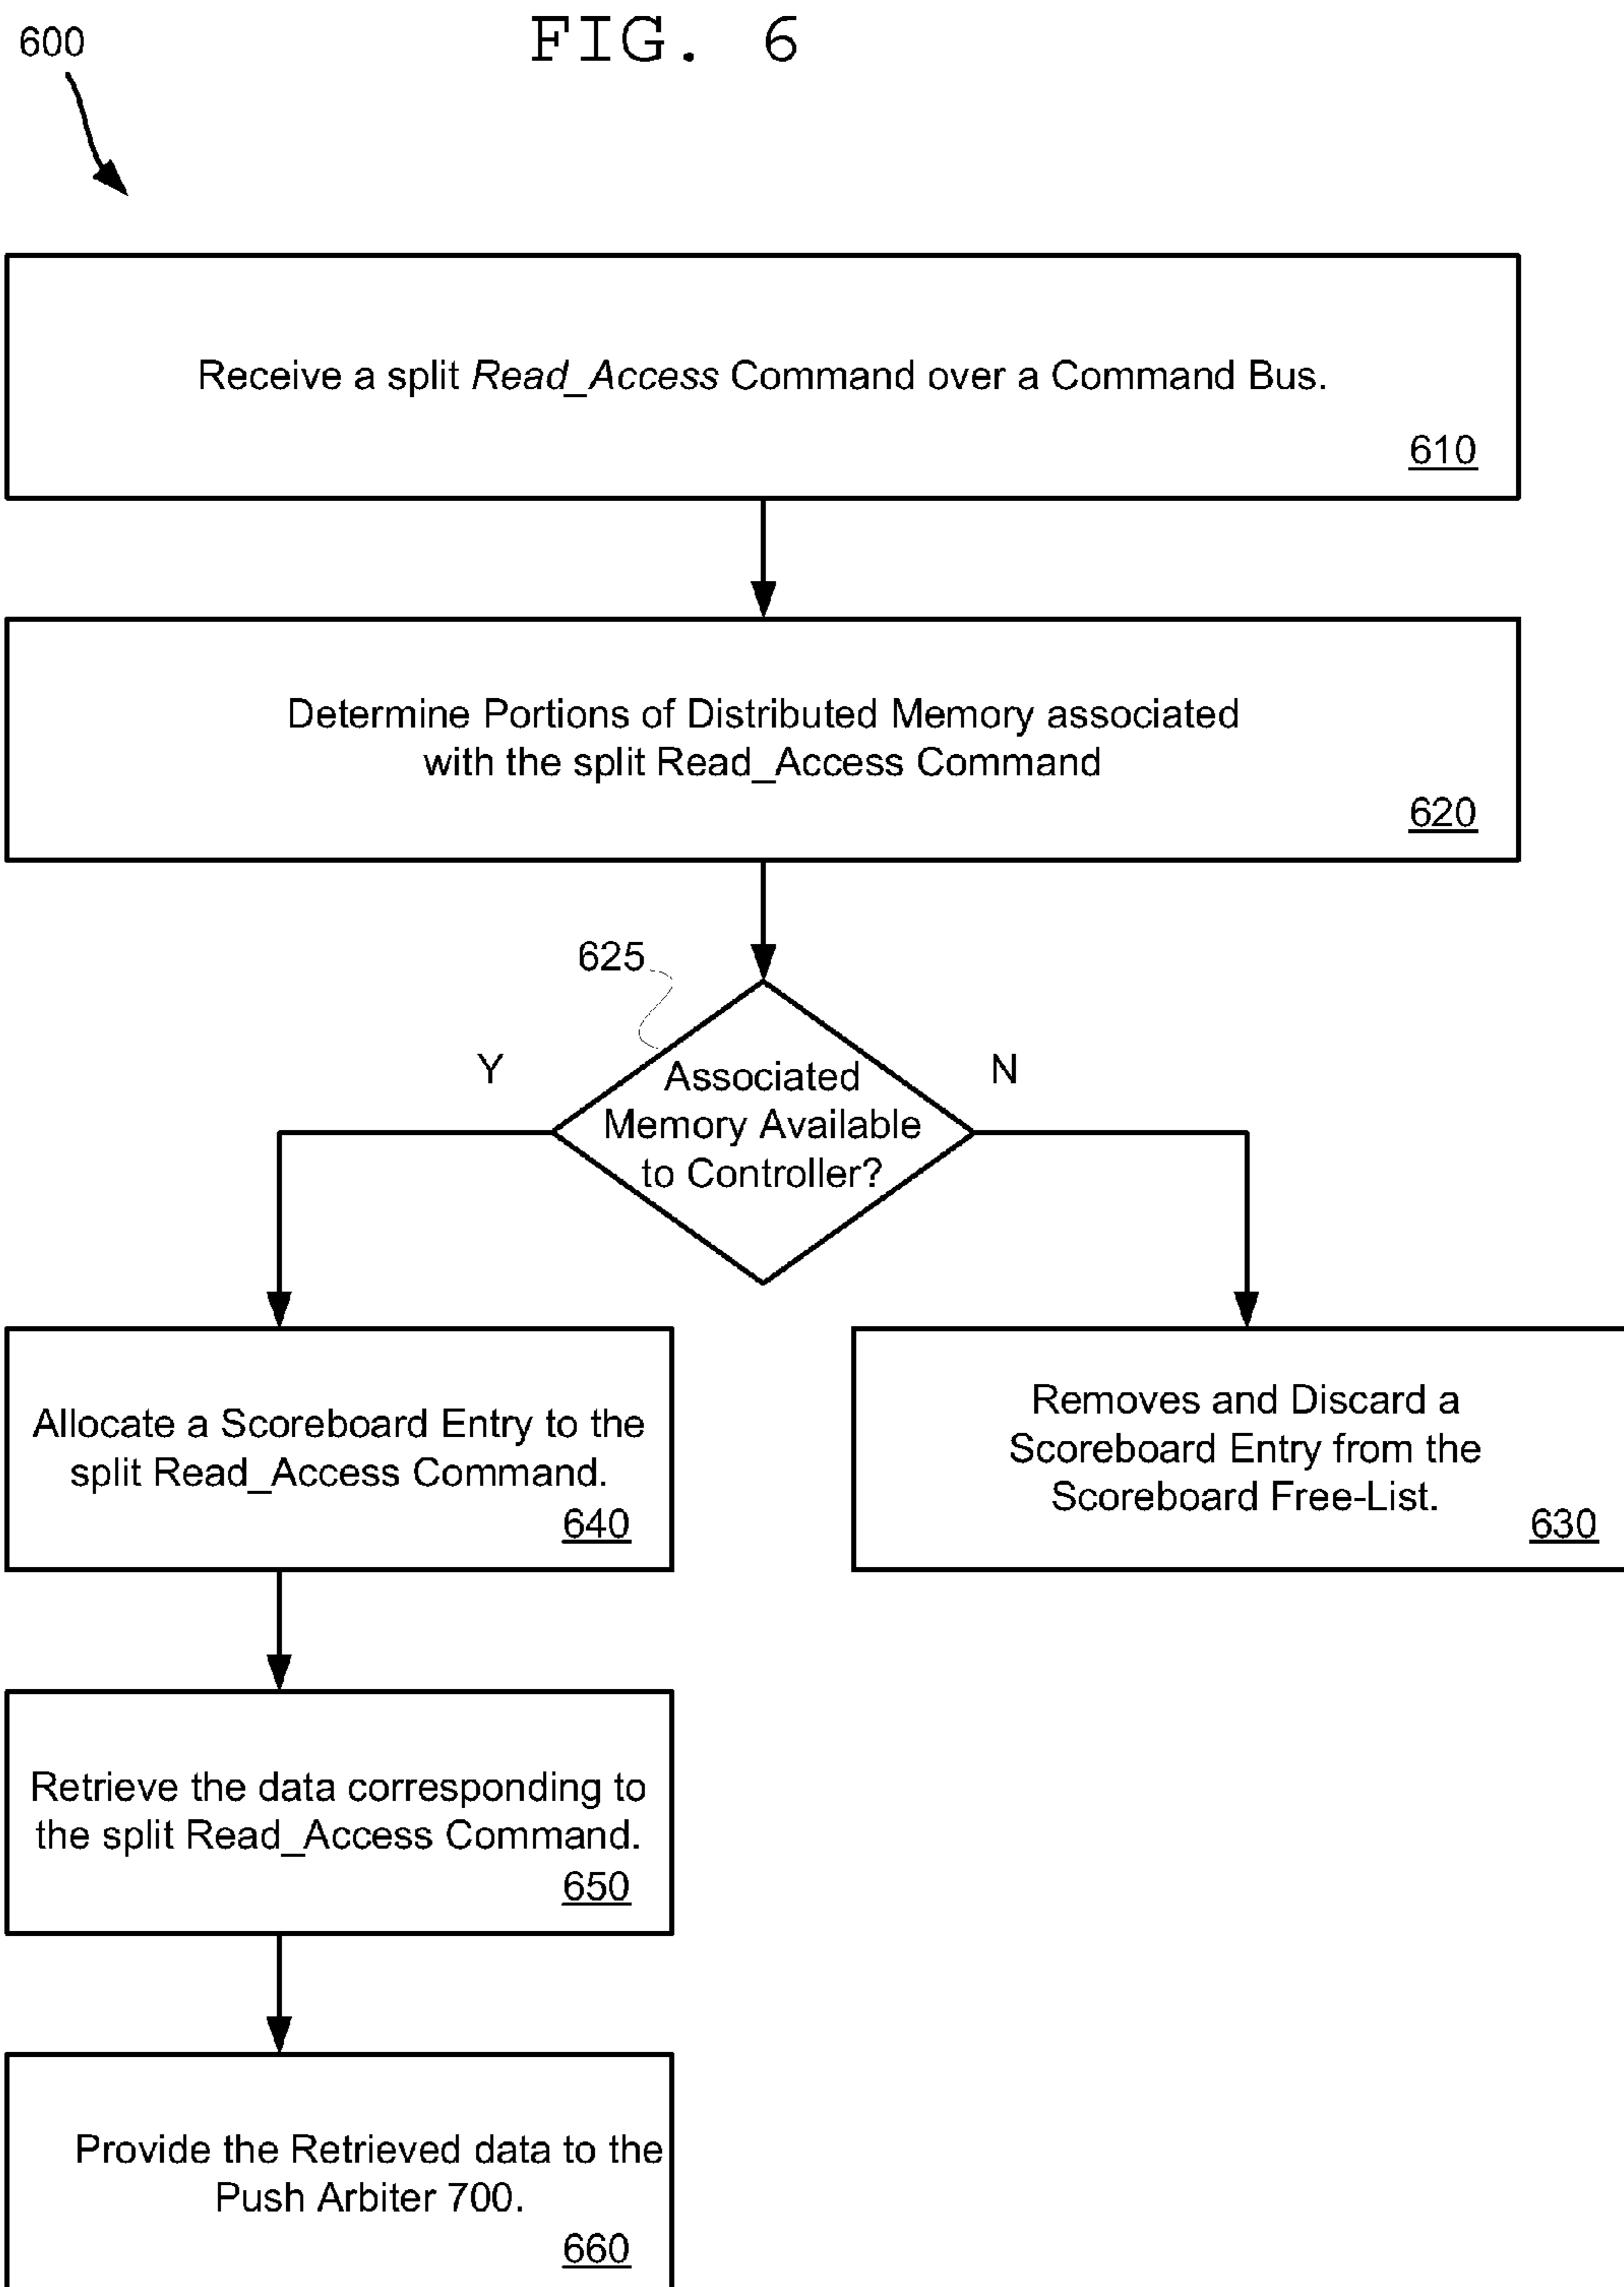 600
FIG. 6
Receive a split Read_Access Command over a Command Bus.
610
Determine Portions of Distributed Memory associated
with the split Read_Access Command
620
625
Y
N
Associated
Memory Available
to Controller?
Allocate a Scoreboard Entry to the
split Read_Access Command.
640
Removes and Discard a
Scoreboard Entry from the
Scoreboard Free-List.
630
Retrieve the data corresponding to
the split Read_Access Command.
650
Provide the Retrieved data to the
Push Arbiter 700.
660